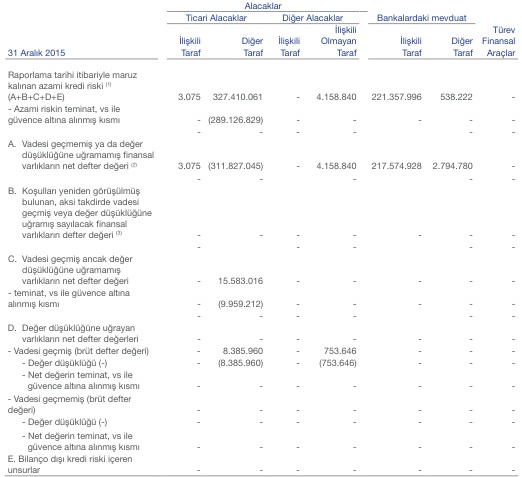 Alacaklar
Ticari Alacaklar Diğer Alacaklar Bankalardaki mevduat
31 Aralık 2015 İlişkili Taraf Diğer Taraf İlişkili Taraf İlişkili Olmayan Taraf İlişkili Taraf Diğer Taraf Türev Finansal Araçlar
Raporlama tarihi itibariyle maruz
kalınan azami kredi riski (1)
(A+B+C+D+E) 3.075 327.410.061 - 4.158.840 221.357.996 538.222 -
- Azami riskin teminat, vs ile
güvence altına alınmış kısmı - (289.126.829) - - - - -
- - - - -
A. Vadesi geçmemiş ya da değer
düşüklüğüne uğramamış finansal
varlıkların net defter değeri (2) 3.075 (311.827.045) - 4.158.840 217.574.928 2.794.780 -
- - - - -
B. Koşulları yeniden görüşülmüş
bulunan, aksi takdirde vadesi
geçmiş veya değer düşüklüğüne
uğramış sayılacak finansal
varlıkların defter değeri (3) - - - - - - -
- - - -
C. Vadesi geçmiş ancak değer
düşüklüğüne uğramamış
varlıkların net defter değeri - 15.583.016 - - - - -
- teminat, vs ile güvence altına
alınmış kısmı - (9.959.212) - - - - -
- - - - -
D. Değer düşüklüğüne uğrayan
varlıkların net defter değerleri - - - - - - -
- Vadesi geçmiş (brüt defter değeri) - 8.385.960 - 753.646 - - -
- Değer düşüklüğü (-) - (8.385.960) - (753.646) - - -
- Net değerin teminat, vs ile
güvence altına alınmış kısmı - - - - - - -
- Vadesi geçmemiş (brüt defter
değeri) - - - - - - -
- Değer düşüklüğü (-) - - - - - - -
- Net değerin teminat, vs ile
güvence altına alınmış kısmı - - - - - - -
E. Bilanço dışı kredi riski içeren
unsurlar - - - - - - -